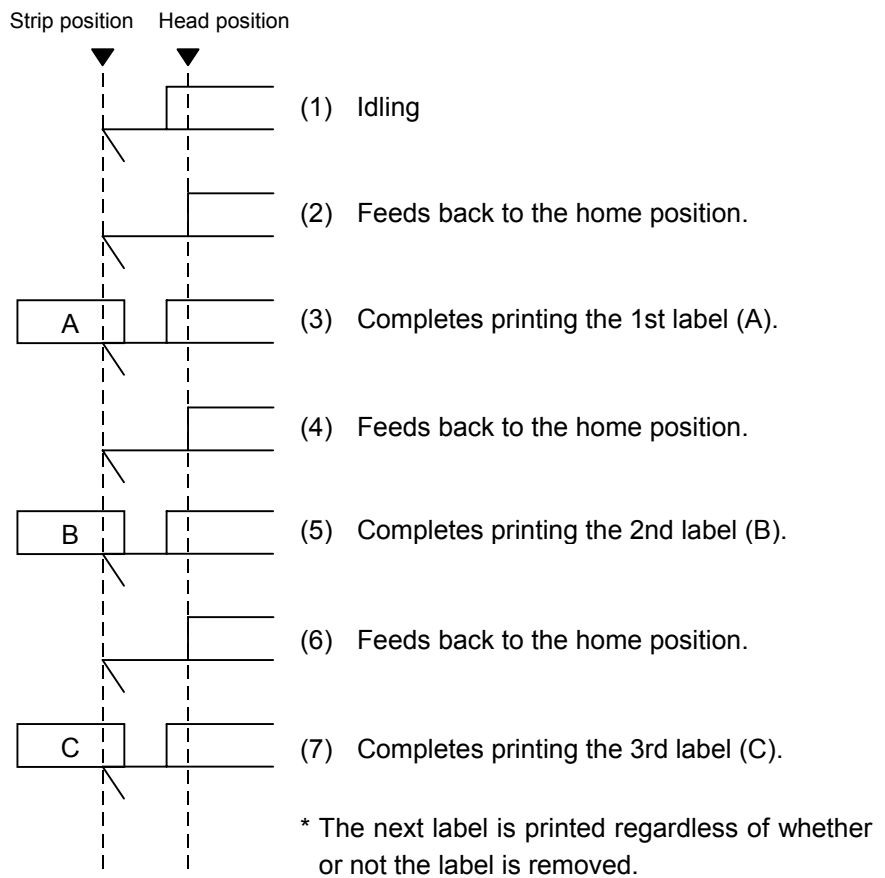 Strip position Head position
(1) Idling
(2) Feeds back to the home position.
A
(3) Completes printing the 1st label (A).
(4) Feeds back to the home position.
B
(5) Completes printing the 2nd label (B).
(6) Feeds back to the home position.
C
(7) Completes printing the 3rd label (C).
* The next label is printed regardless of whether
or not the label is removed.